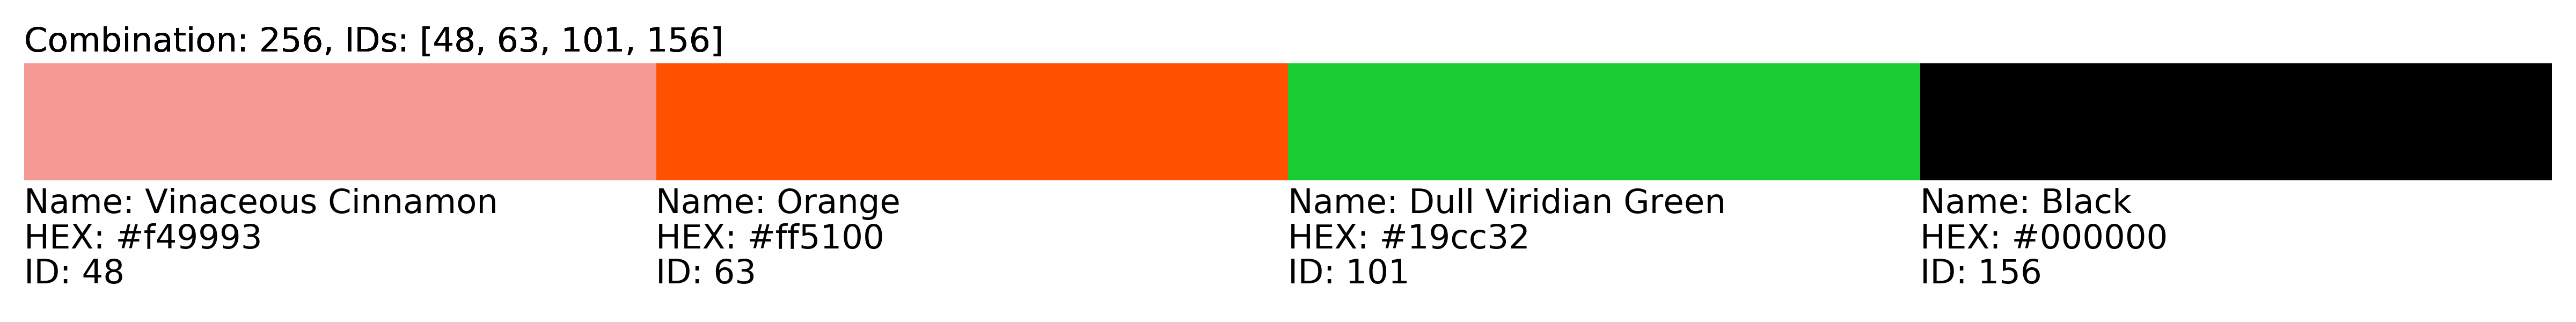 Combination: 256, IDs: [48, 63, 101, 156]
Name: Vinaceous Cinnamon
HEX: #f49993
ID: 48
Name: Orange
HEX: #ff5100
ID: 63
Name: Dull Viridian Green
HEX: #19cc32
ID: 101
Name: Black
HEX: #000000
ID: 156